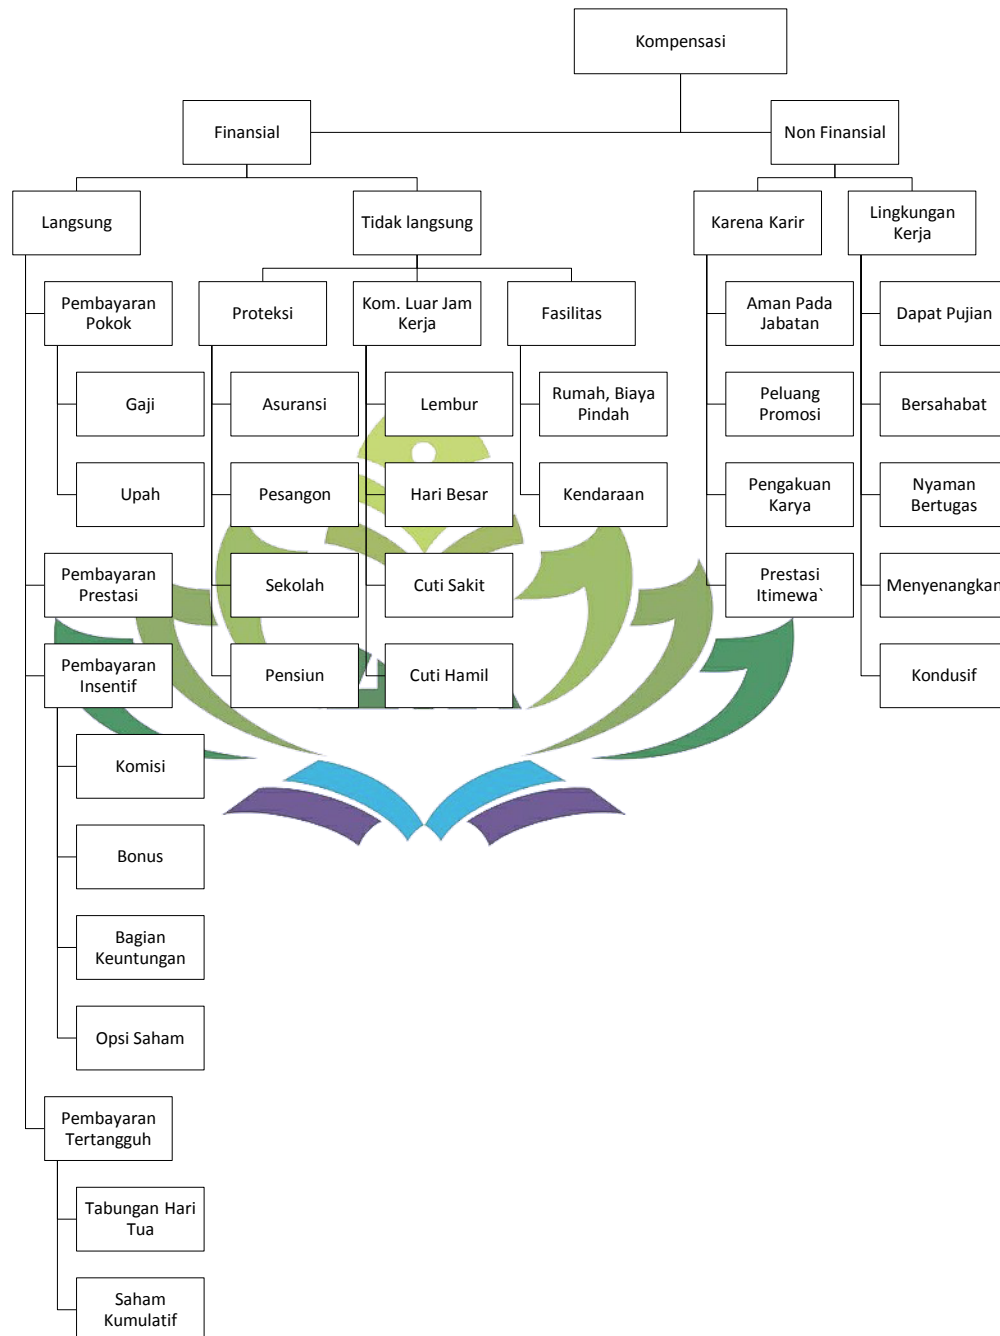 Kompensasi
Finansial
Non Finansial
Langsung
Tidak langsung
Karena Karir
Lingkungan
Kerja
Pembayaran
Pokok
Proteksi
Kom. Luar Jam
Kerja
Fasilitas
Aman Pada
Jabatan
Dapat Pujian
Gaji
Asuransi
Lembur
Rumah, Biaya
Pindah
Peluang
Promosi
Bersahabat
Upah
Pesangon
Hari Besar
Kendaraan
Pengakuan
Karya
Nyaman
Bertugas
Pembayaran
Prestasi
Sekolah
Cuti Sakit
Prestasi
Itimewa`
Menyenangkan
Pembayaran
Insentif
Pensiun
Cuti Hamil
Kondusif
Komisi
Bonus
Bagian
Keuntungan
Opsi Saham
Pembayaran
Tertangguh
Tabungan Hari
Tua
Saham
Kumulatif